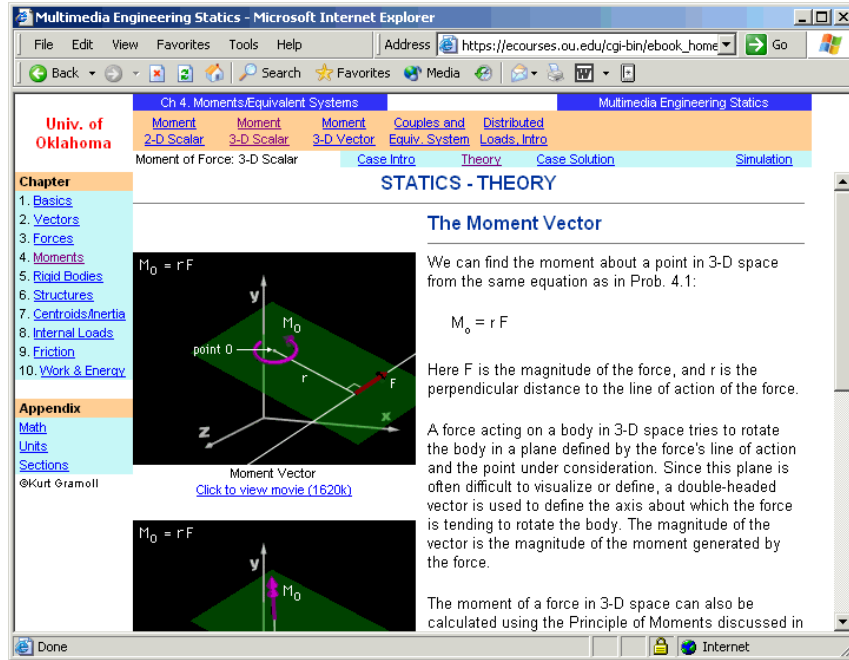 Multimedia Engineering Statics - Microsoft Internet Explorer
File Edit View Favorites Tools Help Address https://ecourses.ou.edu/cgi-bin/ebook_home Go
Back Search Favorites Media
Ch 4. Moments/Equivalent Systems Multimedia Engineering Statics
Univ. of
Oklahoma
Moment Moment Moment Couples and Distributed
2-D Scalar 3-D Scalar 3-D Vector Equiv. System Loads, Intro
Moment of Force: 3-D Scalar Case Intro Theory Case Solution Simulation
Chapter
1. Basics
2. Vectors
3. Forces
4. Moments
5. Rigid Bodies
6. Structures
7. Centroids/Inertia
8. Internal Loads
9. Friction
10. Work & Energy
Appendix
Math
Units
Sections
©Kurt Gramoll
STATICS - THEORY
M0 = r F
y
M0
point 0
r
F
x
z
Moment Vector
Click to view movie (1620k)
M0 = r F
y
M0
The Moment Vector
We can find the moment about a point in 3-D space
from the same equation as in Prob. 4.1:
Mo = r F
Here F is the magnitude of the force, and r is the
perpendicular distance to the line of action of the force.
A force acting on a body in 3-D space tries to rotate
the body in a plane defined by the force's line of action
and the point under consideration. Since this plane is
often difficult to visualize or define, a double-headed
vector is used to define the axis about which the force
is tending to rotate the body. The magnitude of the
vector is the magnitude of the moment generated by
the force.
The moment of a force in 3-D space can also be
calculated using the Principle of Moments discussed in
Done Internet